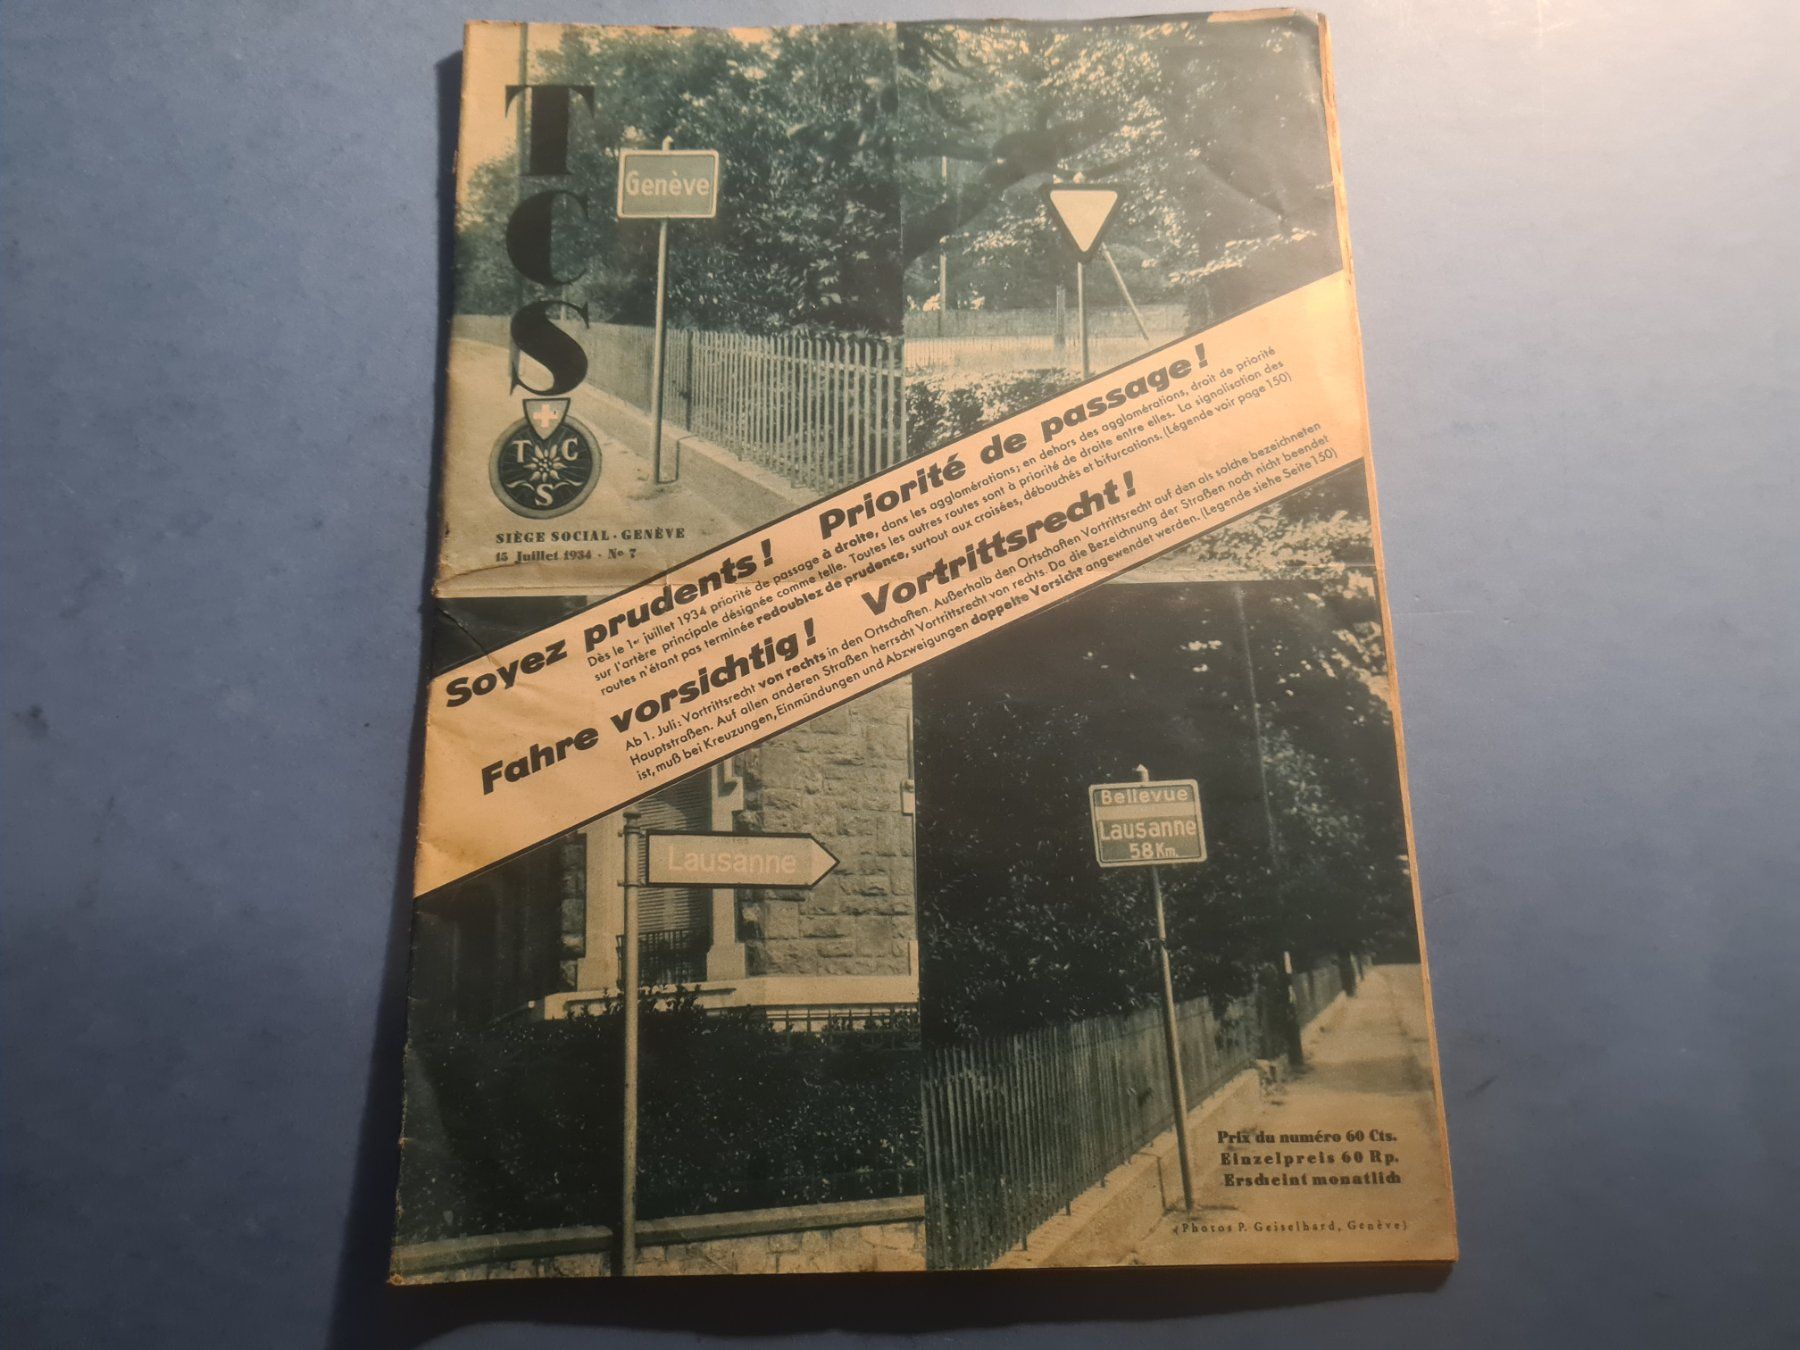 T
C
S
T C
S
SIÈGE SOCIAL · GENÈVE
15 Juillet 1934 · No 7
Genève
Soyez prudents! Priorité de passage!
Dès le 1er juillet 1934 priorité de passage à droite, dans les agglomérations; en dehors des agglomérations, droit de priorité
sur l'artère principale désignée comme telle. Toutes les autres routes sont à priorité de droite entre elles. La signalisation des
routes n'étant pas terminée redoublez de prudence, surtout aux croisées, débouchés et bifurcations. (Légende voir page 150)
Fahre vorsichtig! Vortrittsrecht!
Ab 1. Juli: Vortrittsrecht von rechts in den Ortschaften. Außerhalb den Ortschaften Vortrittsrecht auf den als solche bezeichneten
Hauptstraßen. Auf allen anderen Straßen herrscht Vortrittsrecht von rechts. Da die Bezeichnung der Straßen noch nicht beendet
ist, muß bei Kreuzungen, Einmündungen und Abzweigungen doppelte Vorsicht angewendet werden. (Legende siehe Seite 150)
Lausanne
Bellevue
Lausanne
58 Km.
Prix du numéro 60 Cts.
Einzelpreis 60 Rp.
Erscheint monatlich
(Photos P. Geiselhard, Genève)